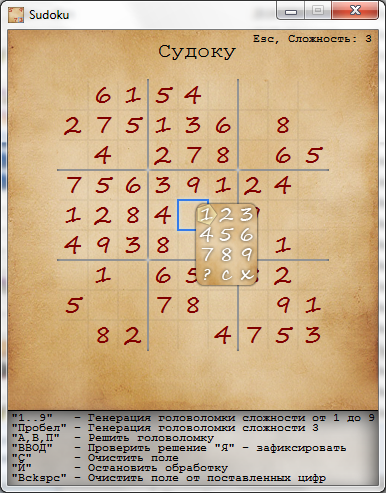 Sudoku
Esc, Сложность: 3
Судоку
6 1 5 4
2 7 5 1 3 6 8
4 2 7 8 6 5
7 5 6 3 9 1 2 4
1 2 8 4
1 2 3
4 5 6
7 8 9
? c x
4 9 3 8 1
1 6 5 2
5 7 8 9 1
8 2 4 7 5 3
"1..9" - Генерация головоломки сложности от 1 до 9
"Пробел" - Генерация головоломки сложности 3
"А,В,П" - Решить головоломку
"ВВОД" - Проверить решение "Я" - зафиксировать
"С" - Очистить поле
"Й" - Остановить обработку
"Bckspc" - Очистить поле от поставленных цифр